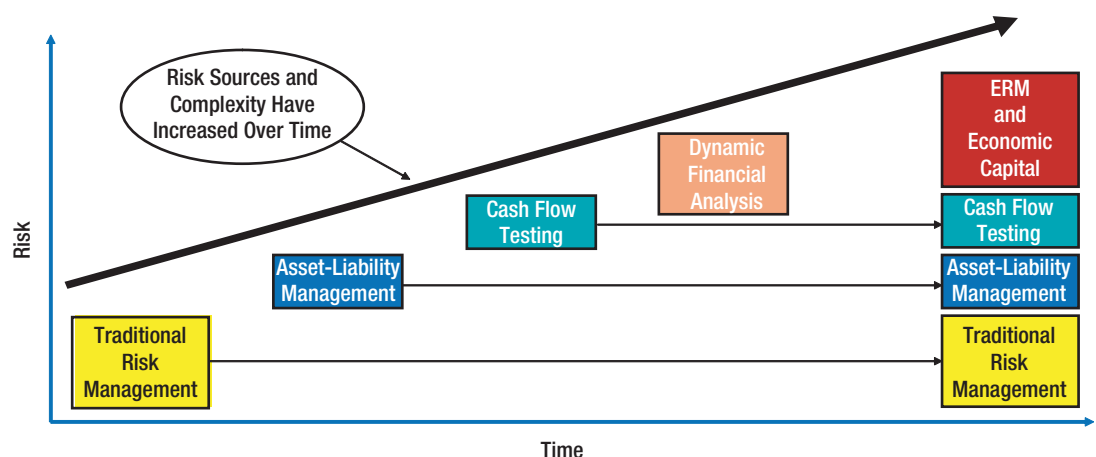 Risk Sources and
Complexity Have
Increased Over Time
ERM
and
Economic
Capital
Dynamic
Financial
Analysis
Cash Flow
Testing
Cash Flow
Testing
Asset-Liability
Management
Asset-Liability
Management
Traditional
Risk
Management
Traditional
Risk
Management
Risk
Time